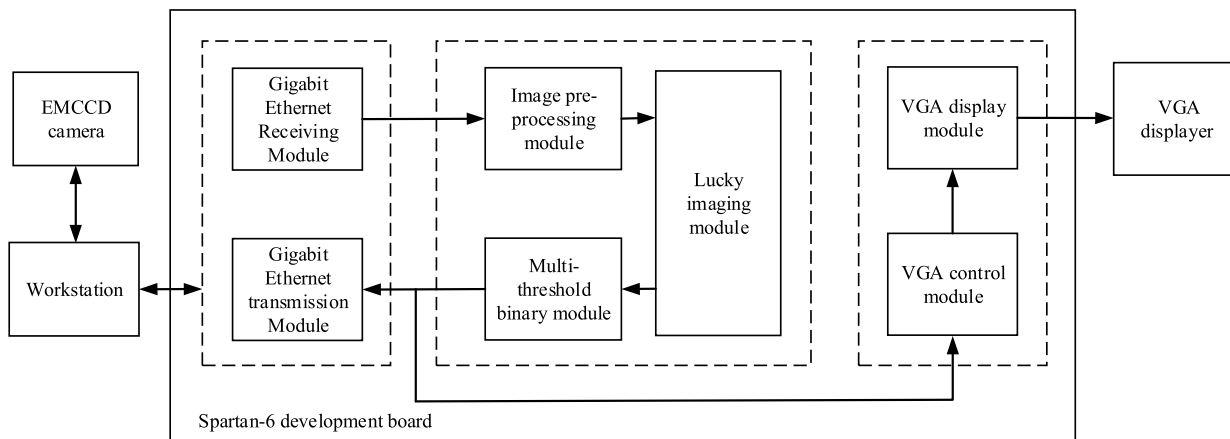 EMCCD
camera
Workstation
Gigabit
Ethernet
Receiving
Module
Gigabit
Ethernet
transmission
Module
Image pre-
processing
module
Multi-
threshold
binary module
Lucky
imaging
module
VGA display
module
VGA control
module
VGA
displayer
Spartan-6 development board